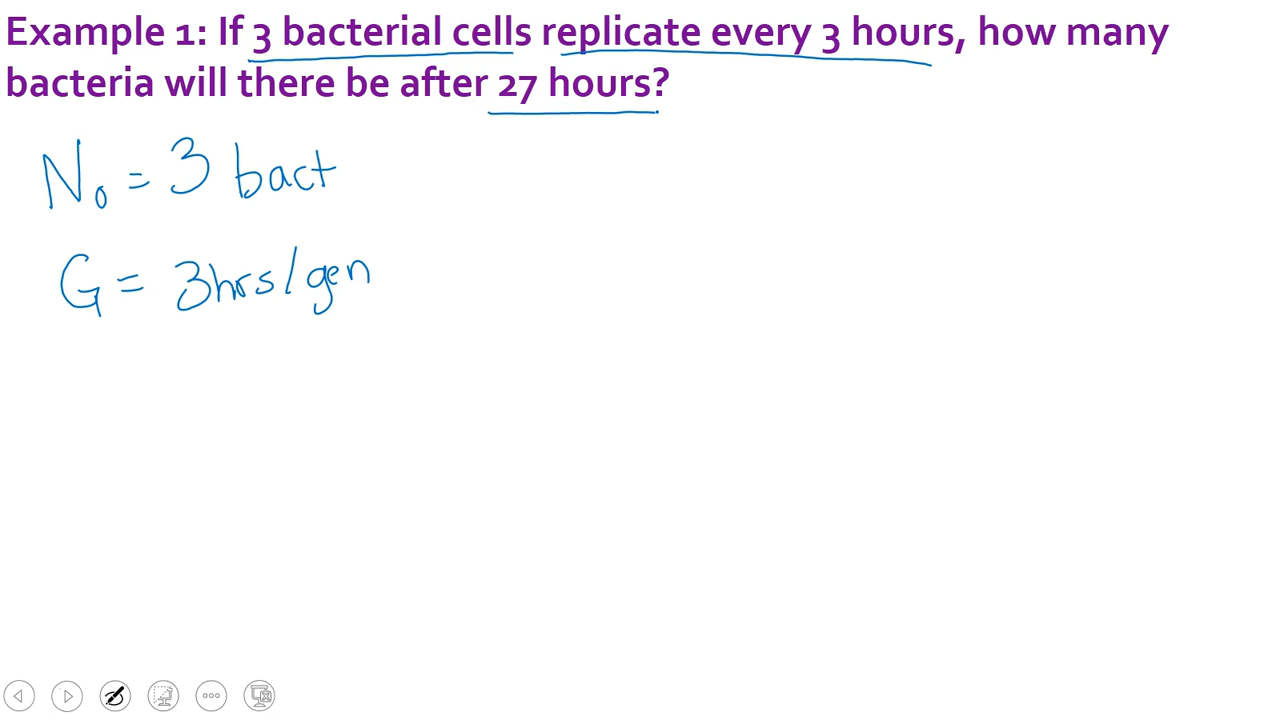 Example 1: If 3 bacterial cells replicate every 3 hours, how many
bacteria will there be after 27 hours?
N₀ = 3 bact
G = 3hrs/gen